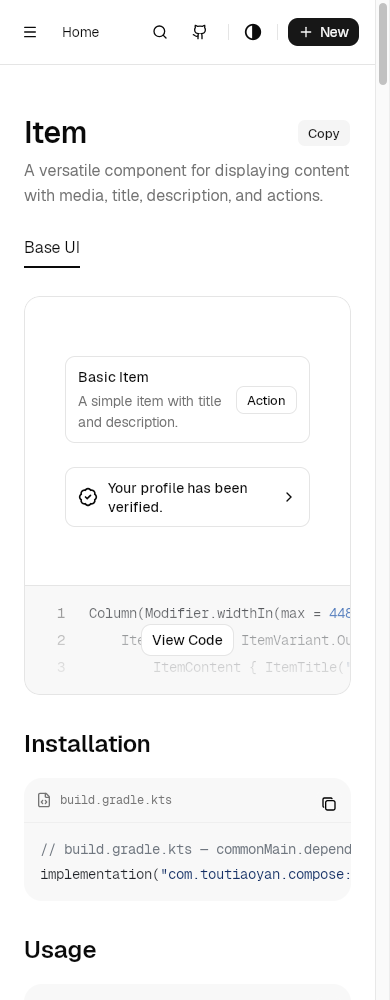 Home
New
Item
Copy
A versatile component for displaying content
with media, title, description, and actions.
Base UI
Basic Item
A simple item with title
and description.
Action
Your profile has been
verified.
1 Column(Modifier.widthIn(max = 448
2 Ite
View Code
ItemVariant.Ou
3 ItemContent { ItemTitle("
Installation
build.gradle.kts
// build.gradle.kts — commonMain.depend
implementation("com.toutiaoyan.compose:
Usage